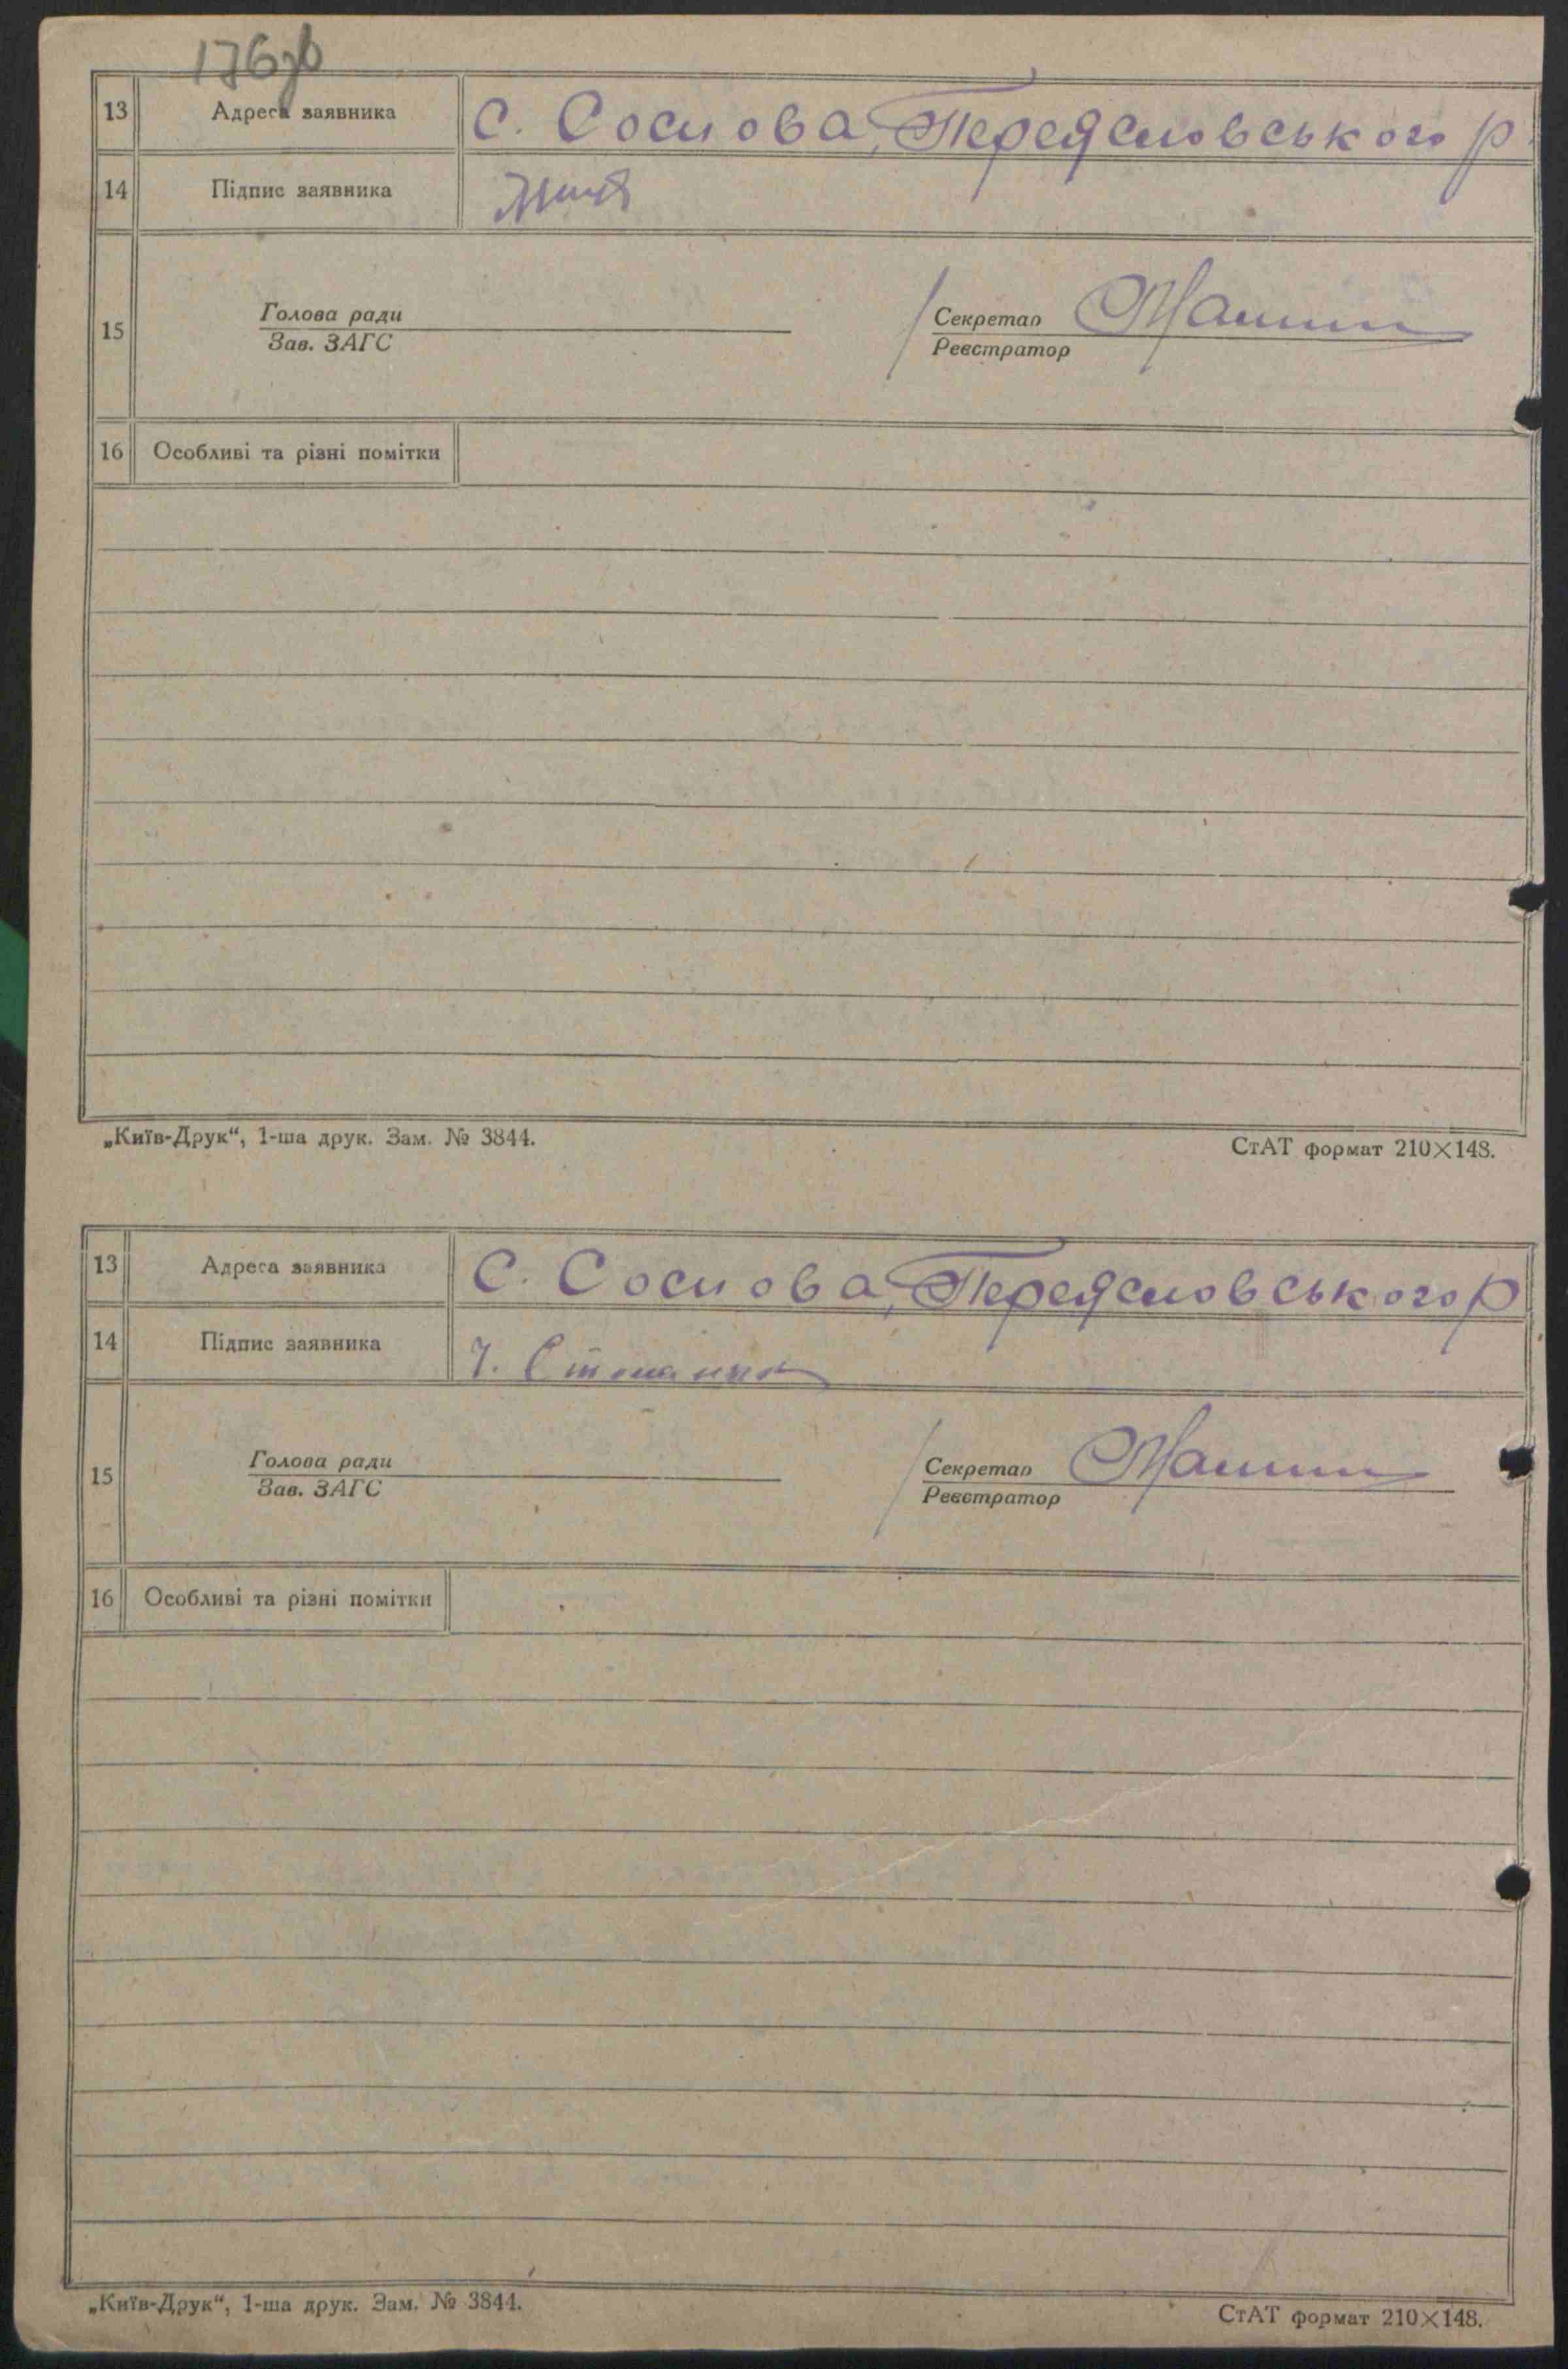 176зв
13 Адреса заявника С. Соснова, Переяславського р.
14 Підпис заявника
15 Голова ради Секретар
Зав. ЗАГС Реєстратор
16 Особливі та різні помітки
„Київ-Друк“, 1-ша друк. Зам. № 3844. СтАТ формат 210×148.
13 Адреса заявника С. Соснова, Переяславського р
14 Підпис заявника
15 Голова ради Секретар
Зав. ЗАГС Реєстратор
16 Особливі та різні помітки
„Київ-Друк“, 1-ша друк. Зам. № 3844. СтАТ формат 210×148.